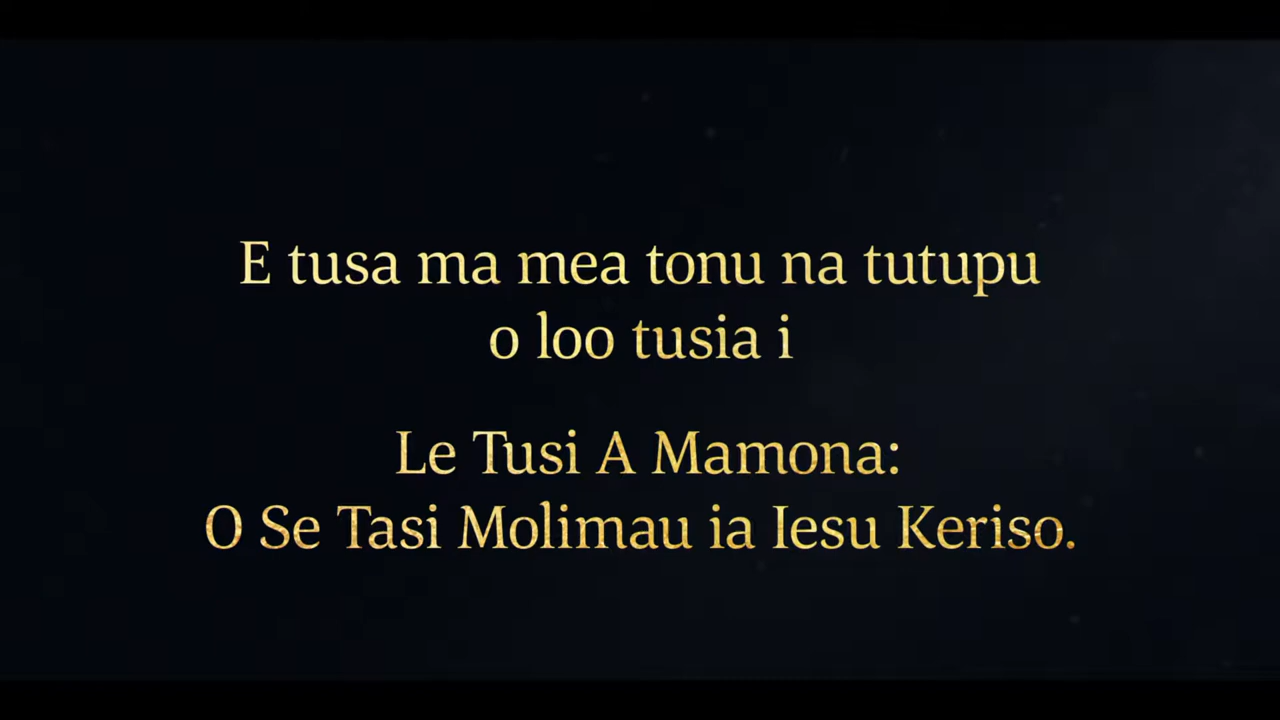 E tusa ma mea tonu na tutupu
o loo tusia i
Le Tusi A Mamona:
O Se Tasi Molimau ia Iesu Keriso.